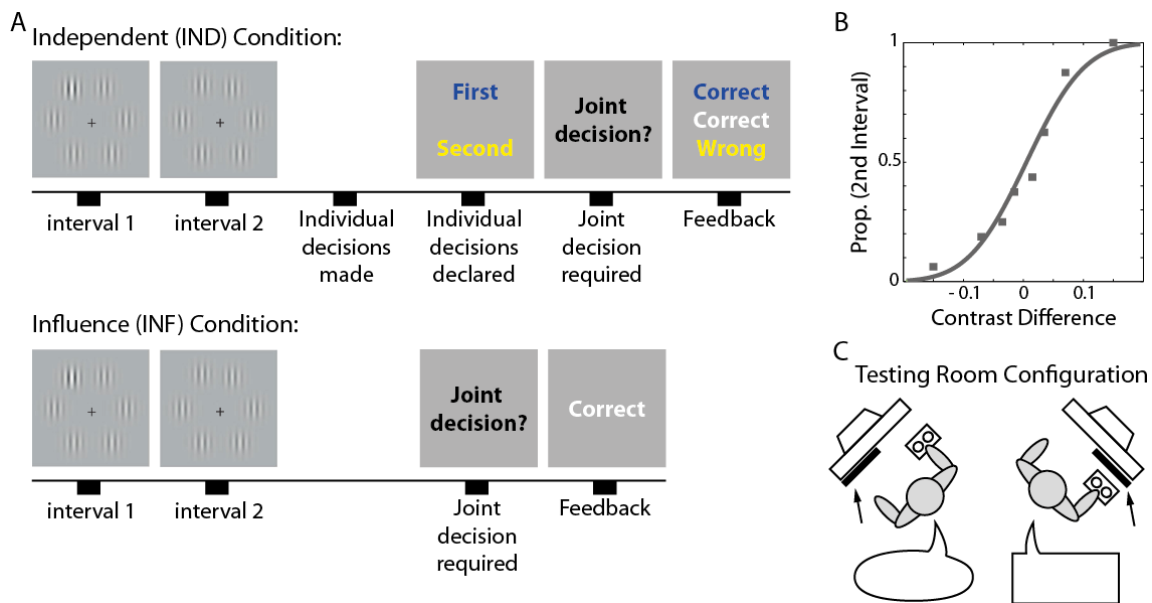 A
Independent (IND) Condition:
First
Second
Joint
decision?
Correct
Correct
Wrong
interval 1
interval 2
Individual
decisions
made
Individual
decisions
declared
Joint
decision
required
Feedback
Influence (INF) Condition:
Joint
decision?
Correct
interval 1
interval 2
Joint
decision
required
Feedback
B
Prop. (2nd Interval)
1
0.5
0
- 0.1
0
0.1
Contrast Difference
C
Testing Room Configuration